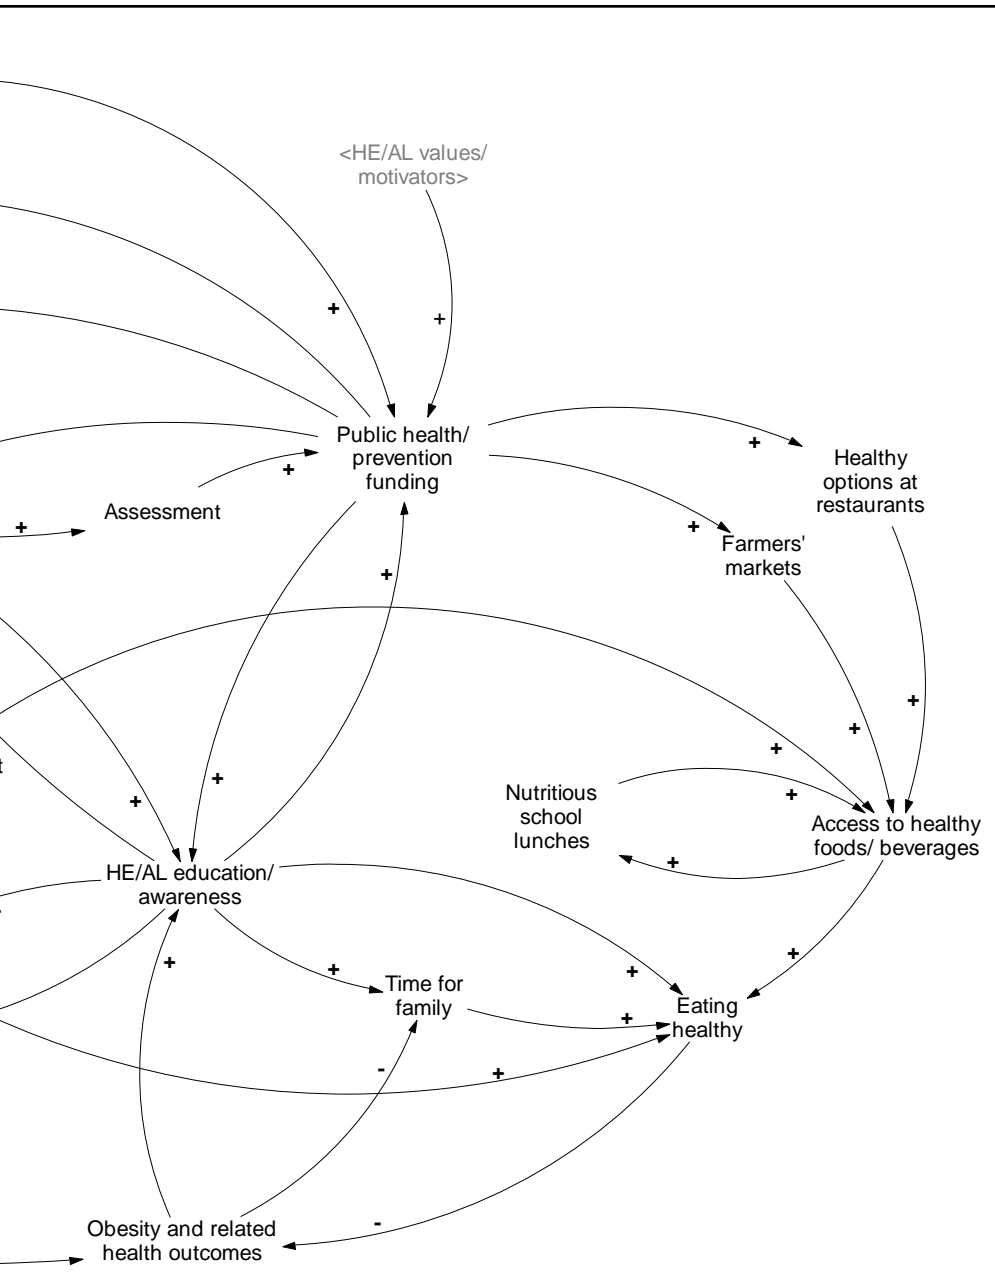 <HE/AL values/
motivators>
+
+
Public health/
prevention
funding
+
Healthy
options at
restaurants
+
Assessment
+
+
Farmers'
markets
+
+
+
+
+
+
Nutritious
school
lunches
+
+
Access to healthy
foods/ beverages
+
HE/AL education/
awareness
+
+
+
+
Time for
family
Eating
healthy
+
-
+
-
Obesity and related
health outcomes